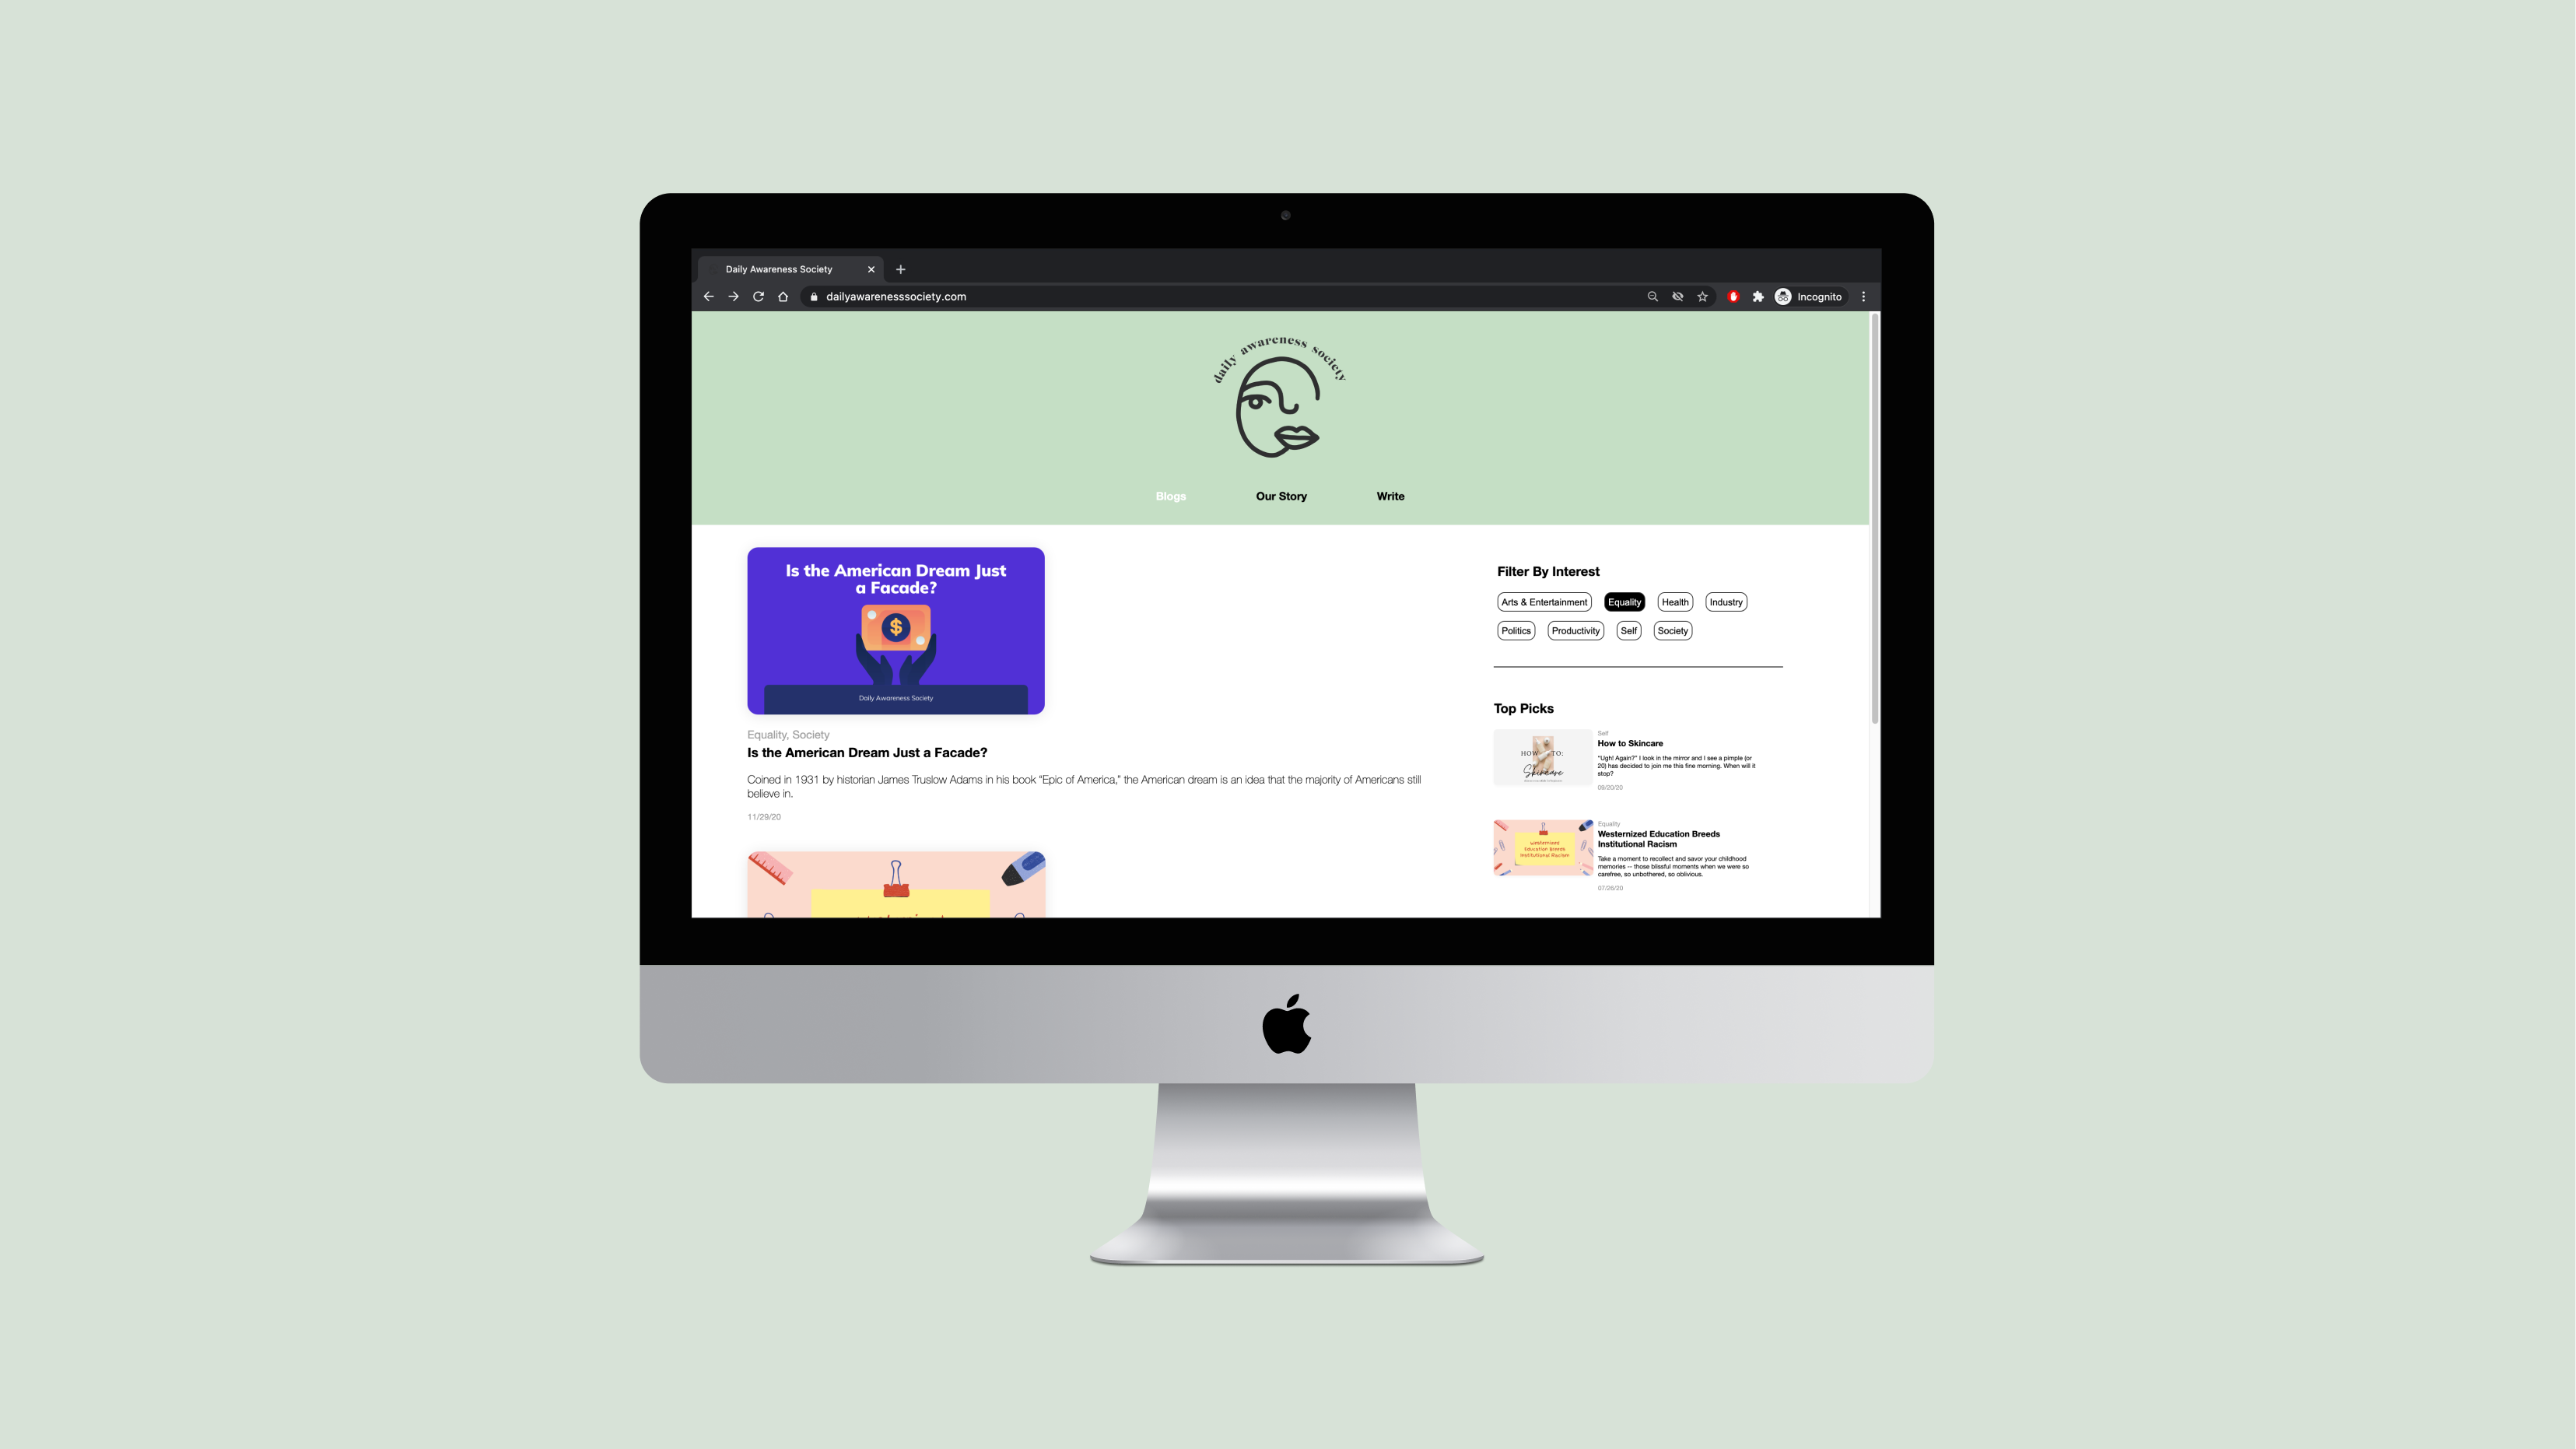 Daily Awareness Society
dailyawarenesssociety.com
Incognito
daily awareness society
Blogs
Our Story
Write
Is the American Dream Just
a Facade?
$
Daily Awareness Society
Equality, Society
Is the American Dream Just a Facade?
Coined in 1931 by historian James Truslow Adams in his book "Epic of America," the American dream is an idea that the majority of Americans still
believe in.
11/29/20
Filter By Interest
Arts & Entertainment
Equality
Health
Industry
Politics
Productivity
Self
Society
Top Picks
HOW TO:
Skincare
Self
How to Skincare
"Ugh! Again?" I look in the mirror and I see a pimple (or
20) has decided to join me this fine morning. When will it
stop?
09/20/20
Westernized
Education Breeds
Institutional Racism
Equality
Westernized Education Breeds
Institutional Racism
Take a moment to recollect and savor your childhood
memories — those blissful moments when we were so
carefree, so unbothered, so oblivious.
07/26/20